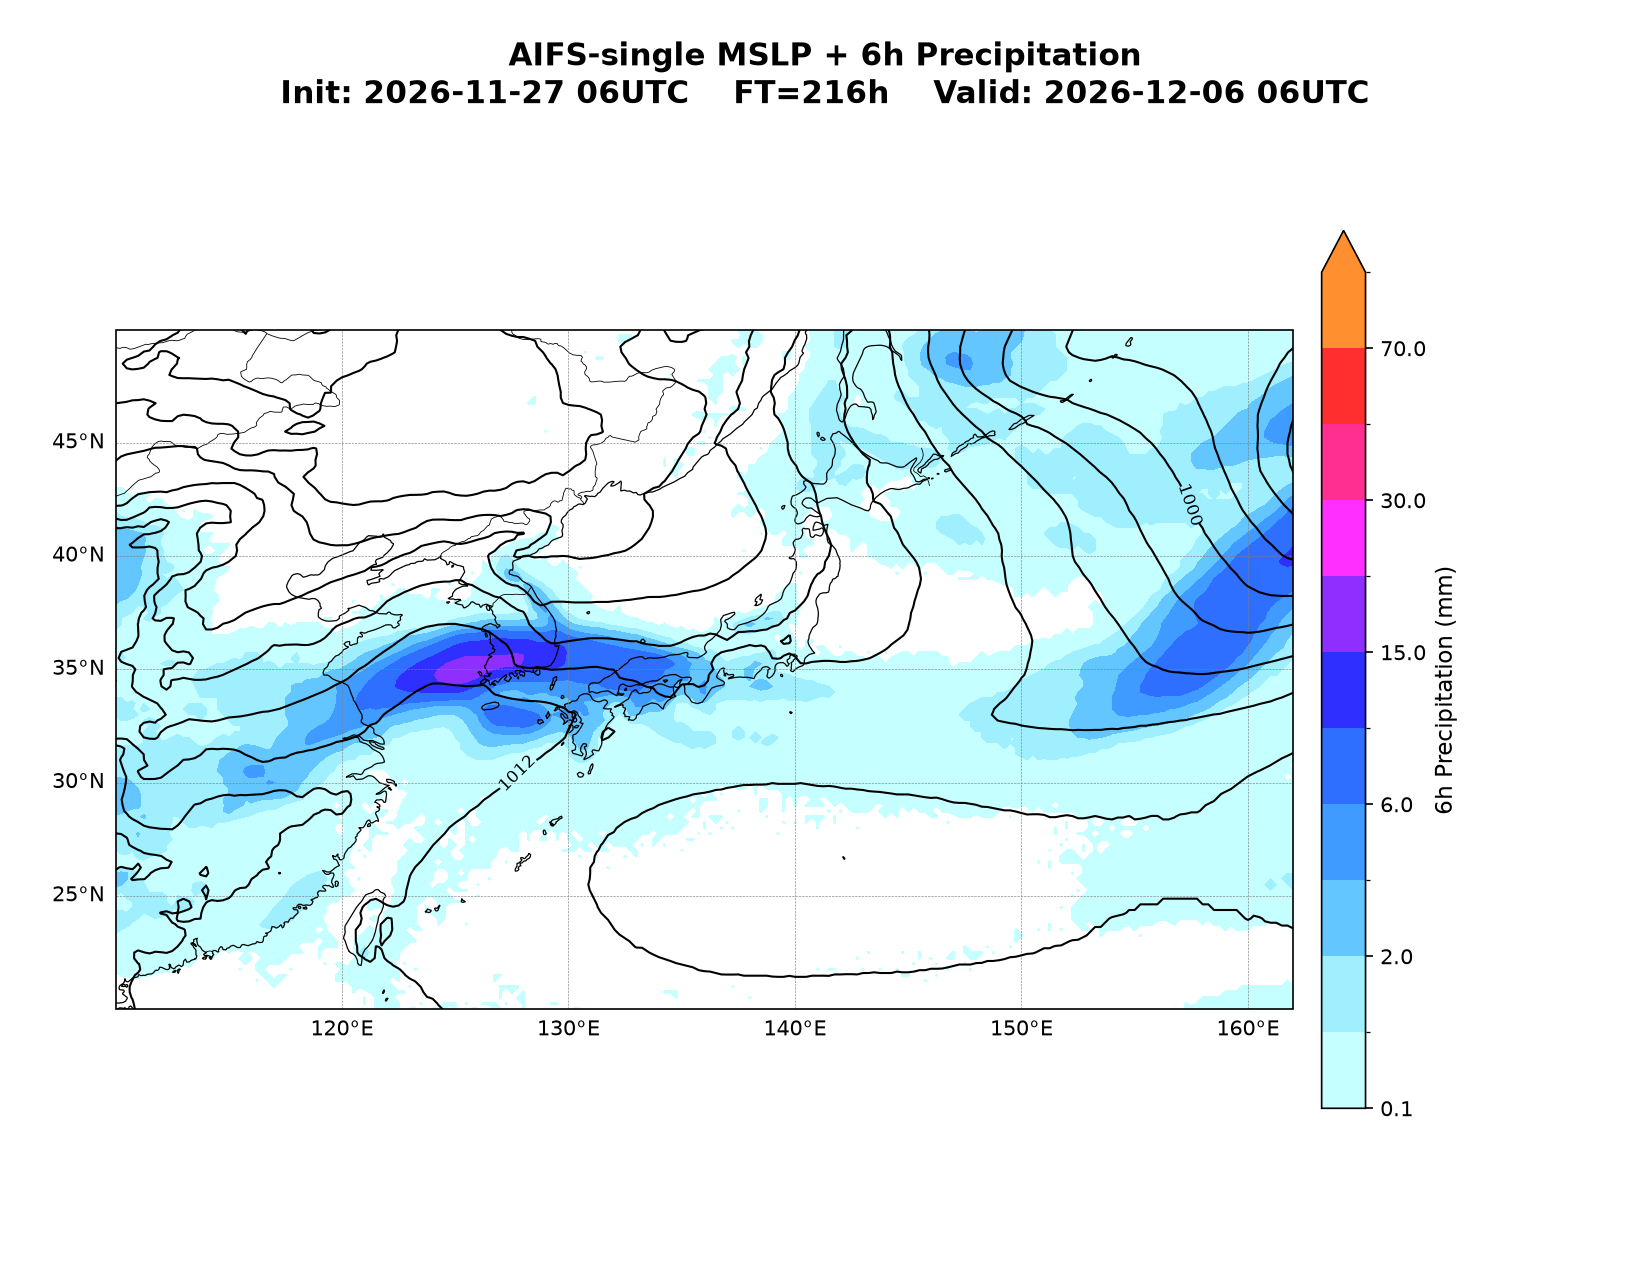 AIFS-single MSLP + 6h Precipitation
Init: 2026-11-27 06UTC    FT=216h    Valid: 2026-12-06 06UTC
45°N
40°N
35°N
30°N
25°N
120°E
130°E
140°E
150°E
160°E
1000
1012
70.0
30.0
15.0
6.0
2.0
0.1
6h Precipitation (mm)